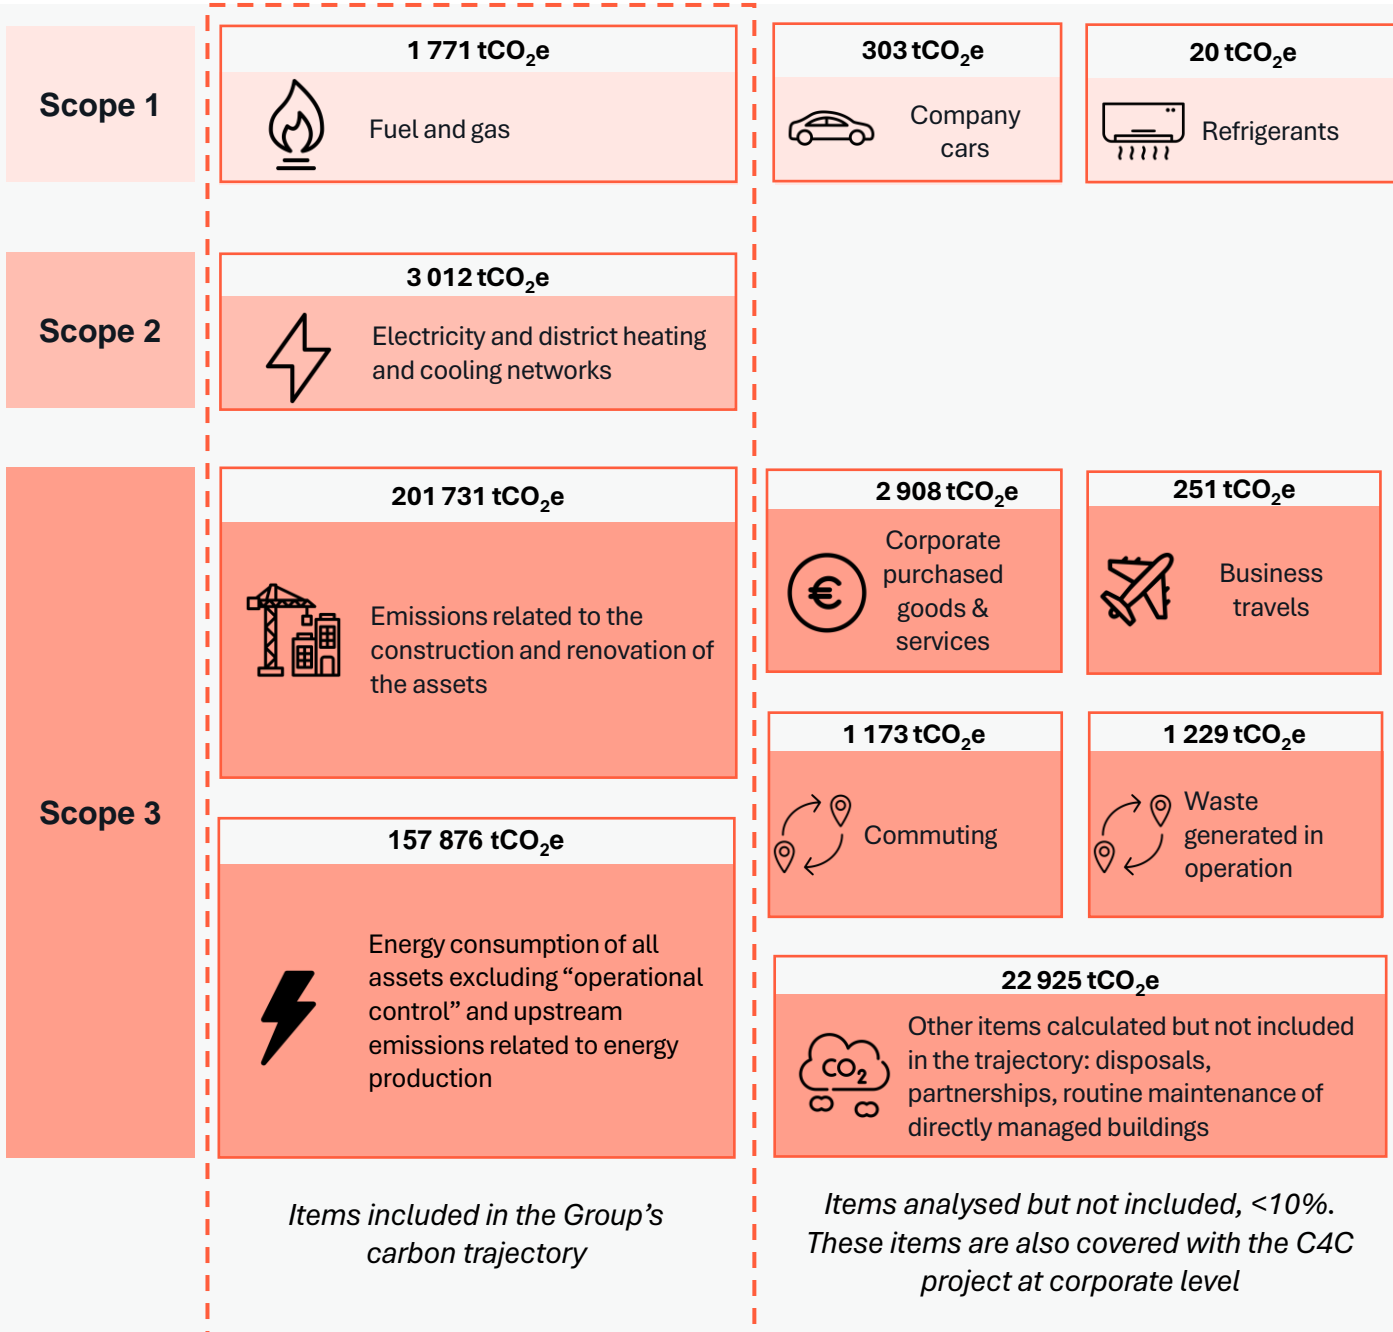 Scope 1
1 771 tCO₂e
Fuel and gas
303 tCO₂e
Company
cars
20 tCO₂e
Refrigerants
Scope 2
3 012 tCO₂e
Electricity and district heating
and cooling networks
Scope 3
201 731 tCO₂e
Emissions related to the
construction and renovation of
the assets
157 876 tCO₂e
Energy consumption of all
assets excluding “operational
control” and upstream
emissions related to energy
production
2 908 tCO₂e
€
Corporate
purchased
goods &
services
251 tCO₂e
Business
travels
1 173 tCO₂e
Commuting
1 229 tCO₂e
Waste
generated in
operation
22 925 tCO₂e
CO₂
Other items calculated but not included
in the trajectory: disposals,
partnerships, routine maintenance of
directly managed buildings
Items included in the Group’s
carbon trajectory
Items analysed but not included, <10%.
These items are also covered with the C4C
project at corporate level